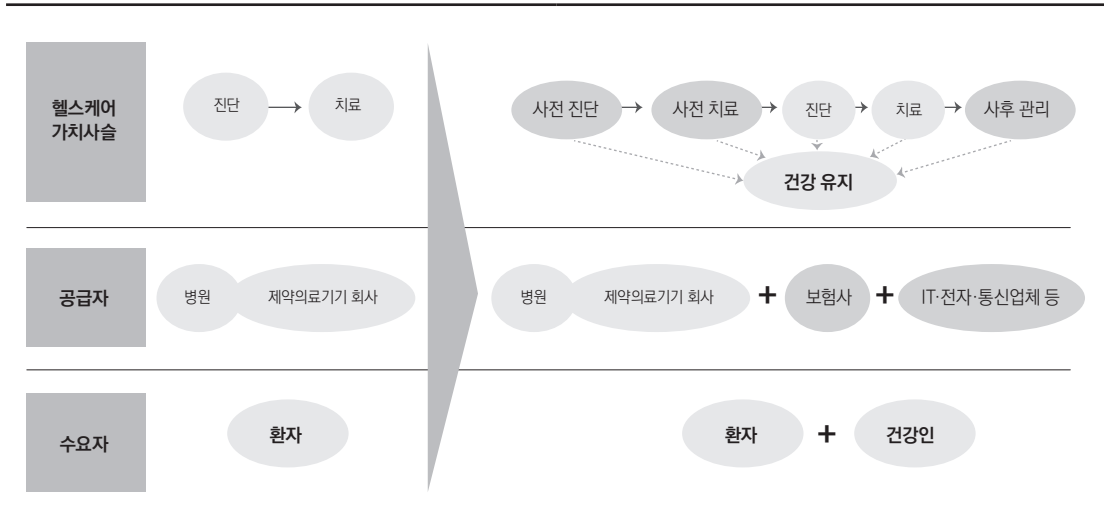 헬스케어
가치사슬
진단
치료
사전 진단
사전 치료
진단
치료
사후 관리
건강 유지
공급자
병원
제약의료기기 회사
병원
제약의료기기 회사
+
보험사
+
IT·전자·통신업체 등
수요자
환자
환자
+
건강인